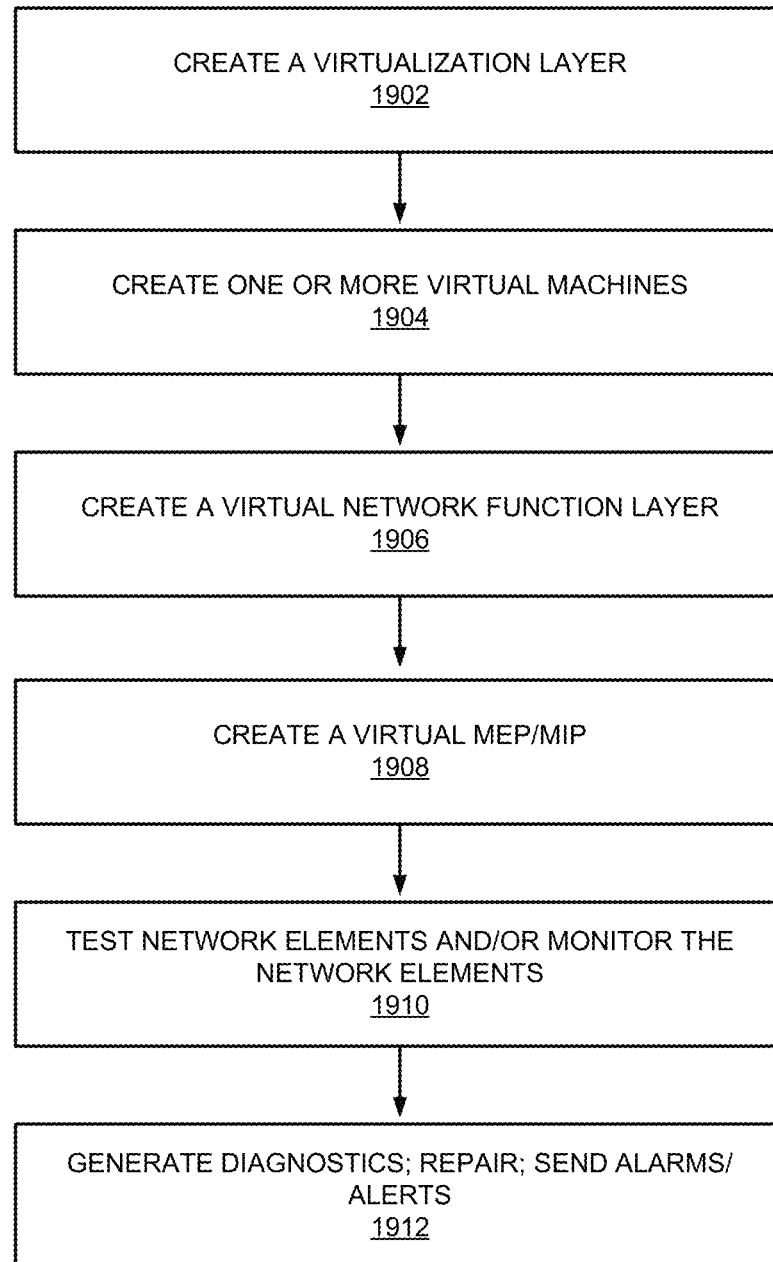 CREATE A VIRTUALIZATION LAYER
1902
CREATE ONE OR MORE VIRTUAL MACHINES
1904
CREATE A VIRTUAL NETWORK FUNCTION LAYER
1906
CREATE A VIRTUAL MEP/MIP
1908
TEST NETWORK ELEMENTS AND/OR MONITOR THE
NETWORK ELEMENTS
1910
GENERATE DIAGNOSTICS; REPAIR; SEND ALARMS/
ALERTS
1912